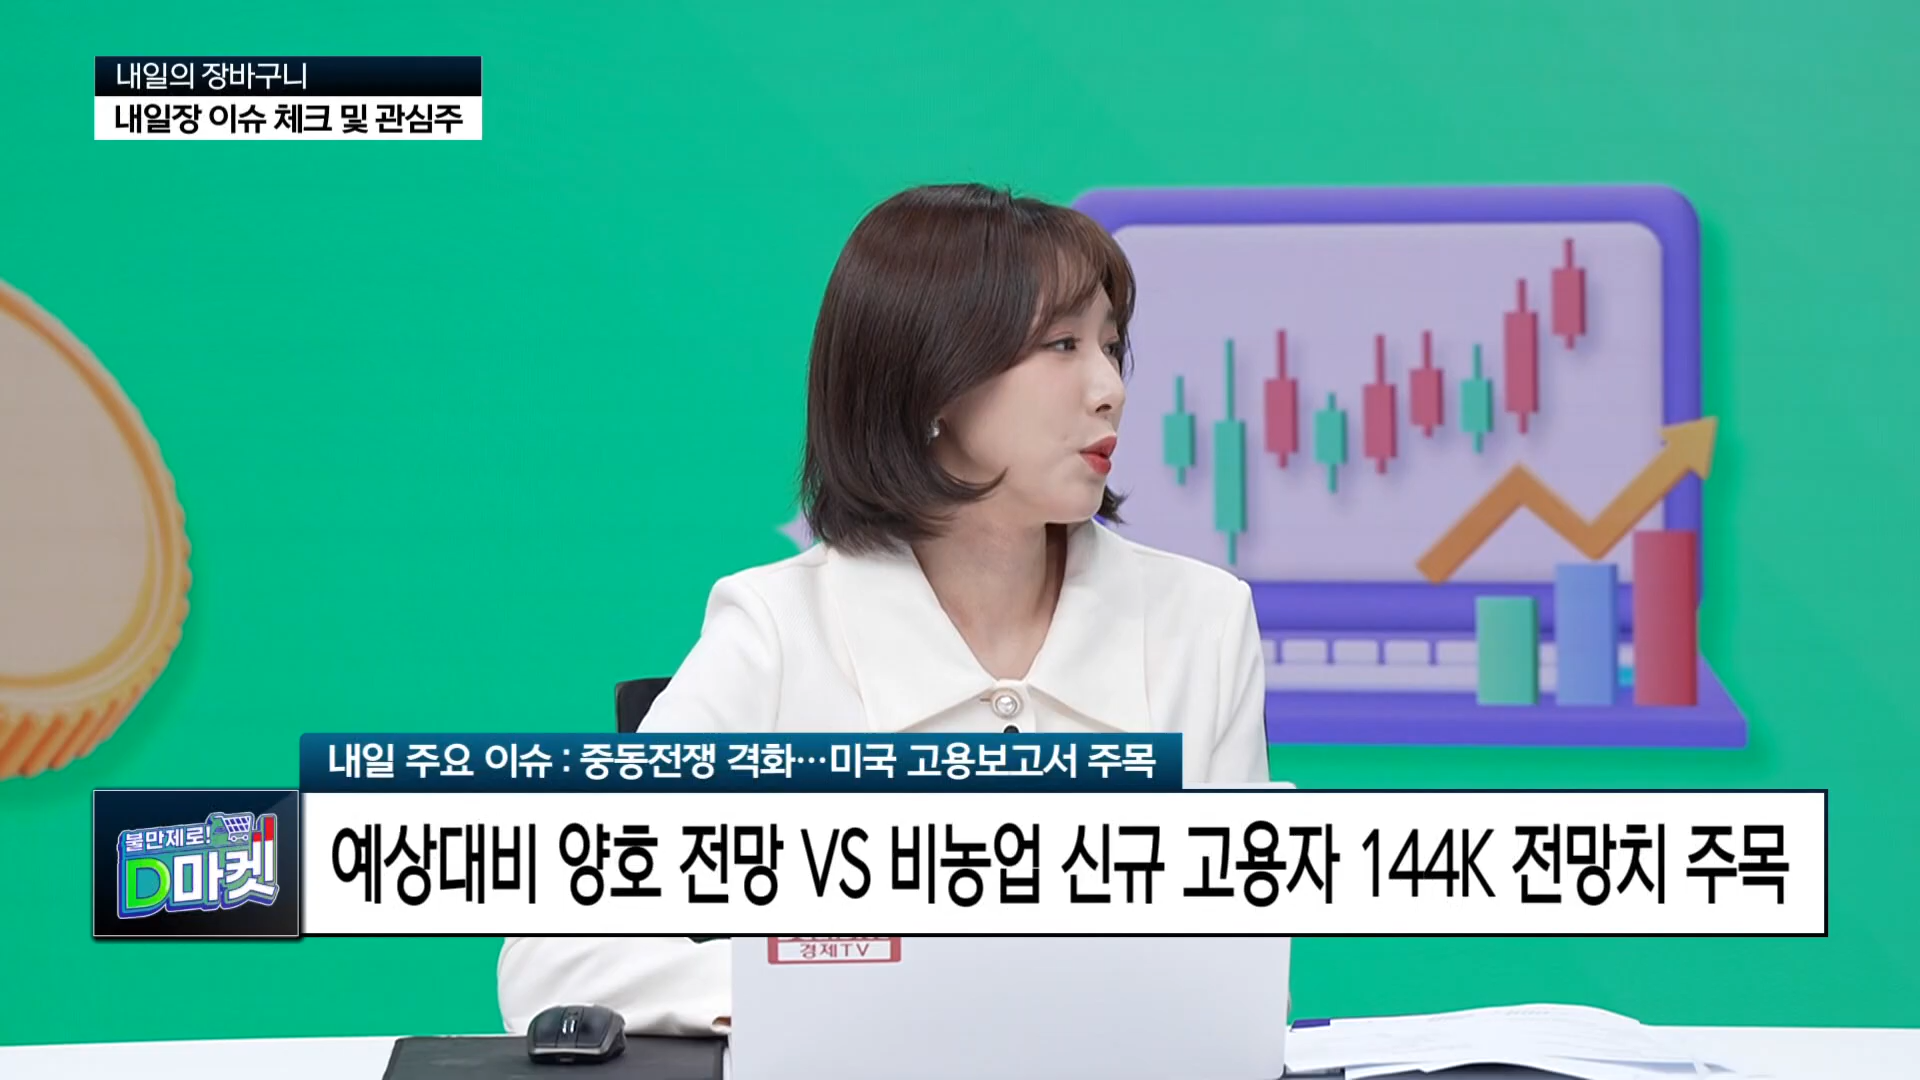 내일의 장바구니
내일장 이슈 체크 및 관심주
내일 주요 이슈 : 중동전쟁 격화…미국 고용보고서 주목
불만제로!
D마켓
예상대비 양호 전망 VS 비농업 신규 고용자 144K 전망치 주목
경제TV